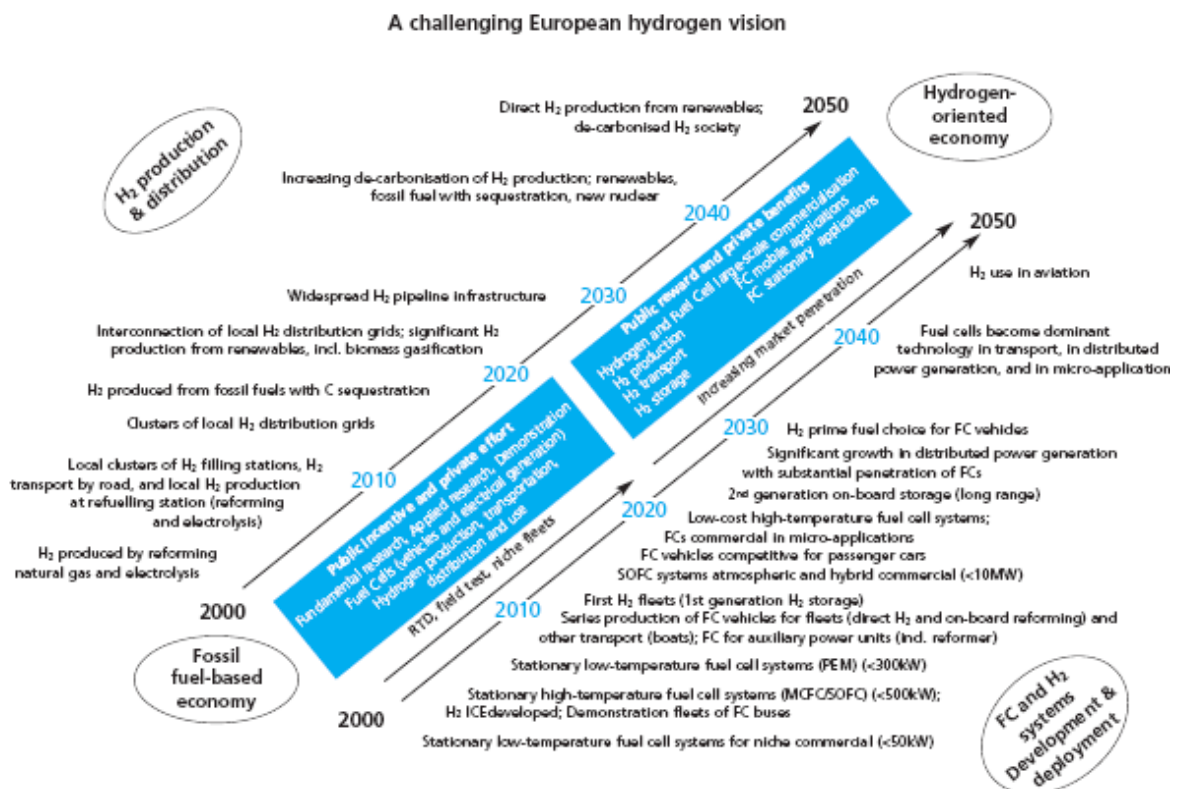 A challenging European hydrogen vision
H₂ production
& distribution
Direct H₂ production from renewables;
de-carbonised H₂ society
2050
Hydrogen-
oriented
economy
Increasing de-carbonisation of H₂ production; renewables,
fossil fuel with sequestration, new nuclear
2040
Widespread H₂ pipeline infrastructure
2030
Interconnection of local H₂ distribution grids; significant H₂
production from renewables, incl. biomass gasification
2020
H₂ produced from fossil fuels with C sequestration
Clusters of local H₂ distribution grids
Local clusters of H₂ filling stations, H₂
transport by road, and local H₂ production
at refuelling station (reforming
and electrolysis)
2010
H₂ produced by reforming
natural gas and electrolysis
2000
Fossil
fuel-based
economy
Public incentive and private effort
Fundamental research, Applied research, Demonstration
Fuel Cells (vehicles and electrical generation)
Hydrogen production, transportation,
distribution and use
Public reward and private benefits
Hydrogen and Fuel Cell large-scale commercialisation
H₂ production FC mobile applications
H₂ transport FC stationary applications
H₂ storage
RTD, field test, niche fleets
Increasing market penetration
2050
H₂ use in aviation
2040
Fuel cells become dominant
technology in transport, in distributed
power generation, and in micro-application
2030
H₂ prime fuel choice for FC vehicles
Significant growth in distributed power generation
with substantial penetration of FCs
2nd generation on-board storage (long range)
2020
Low-cost high-temperature fuel cell systems;
FCs commercial in micro-applications
FC vehicles competitive for passenger cars
SOFC systems atmospheric and hybrid commercial (<10MW)
First H₂ fleets (1st generation H₂ storage)
2010
Series production of FC vehicles for fleets (direct H₂ and on-board reforming) and
other transport (boats); FC for auxiliary power units (incl. reformer)
Stationary low-temperature fuel cell systems (PEM) (<300kW)
Stationary high-temperature fuel cell systems (MCFC/SOFC) (<500kW);
H₂ ICEdeveloped; Demonstration fleets of FC buses
2000
Stationary low-temperature fuel cell systems for niche commercial (<50kW)
FC and H₂
systems
Development &
deployment